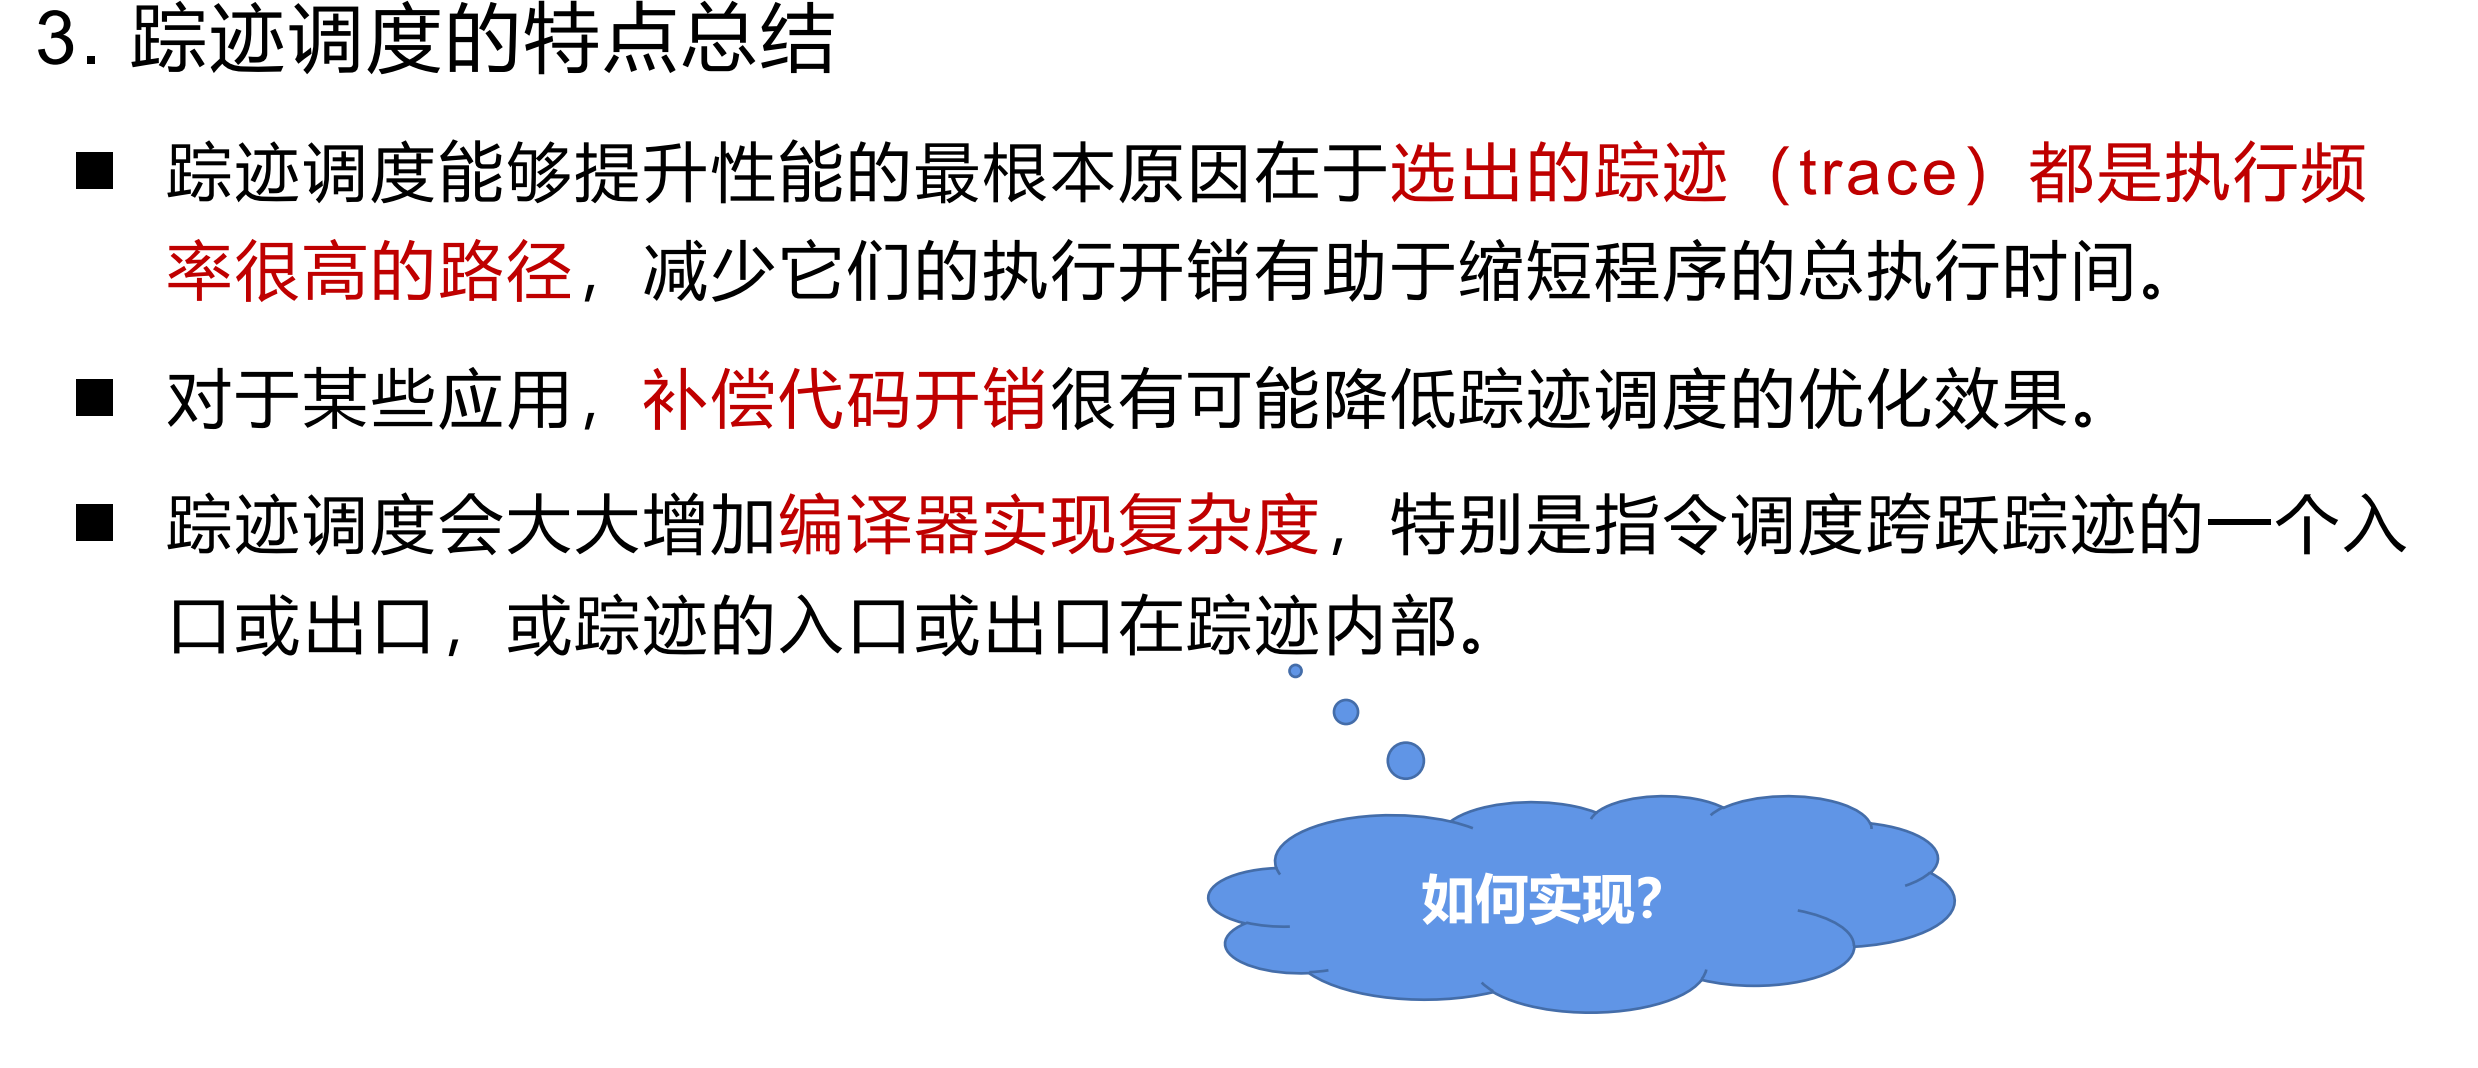 3. 踪迹调度的特点总结
■ 踪迹调度能够提升性能的最根本原因在于选出的踪迹（trace）都是执行频
率很高的路径，减少它们的执行开销有助于缩短程序的总执行时间。
■ 对于某些应用，补偿代码开销很有可能降低踪迹调度的优化效果。
■ 踪迹调度会大大增加编译器实现复杂度，特别是指令调度跨跃踪迹的一个入
口或出口，或踪迹的入口或出口在踪迹内部。
如何实现？